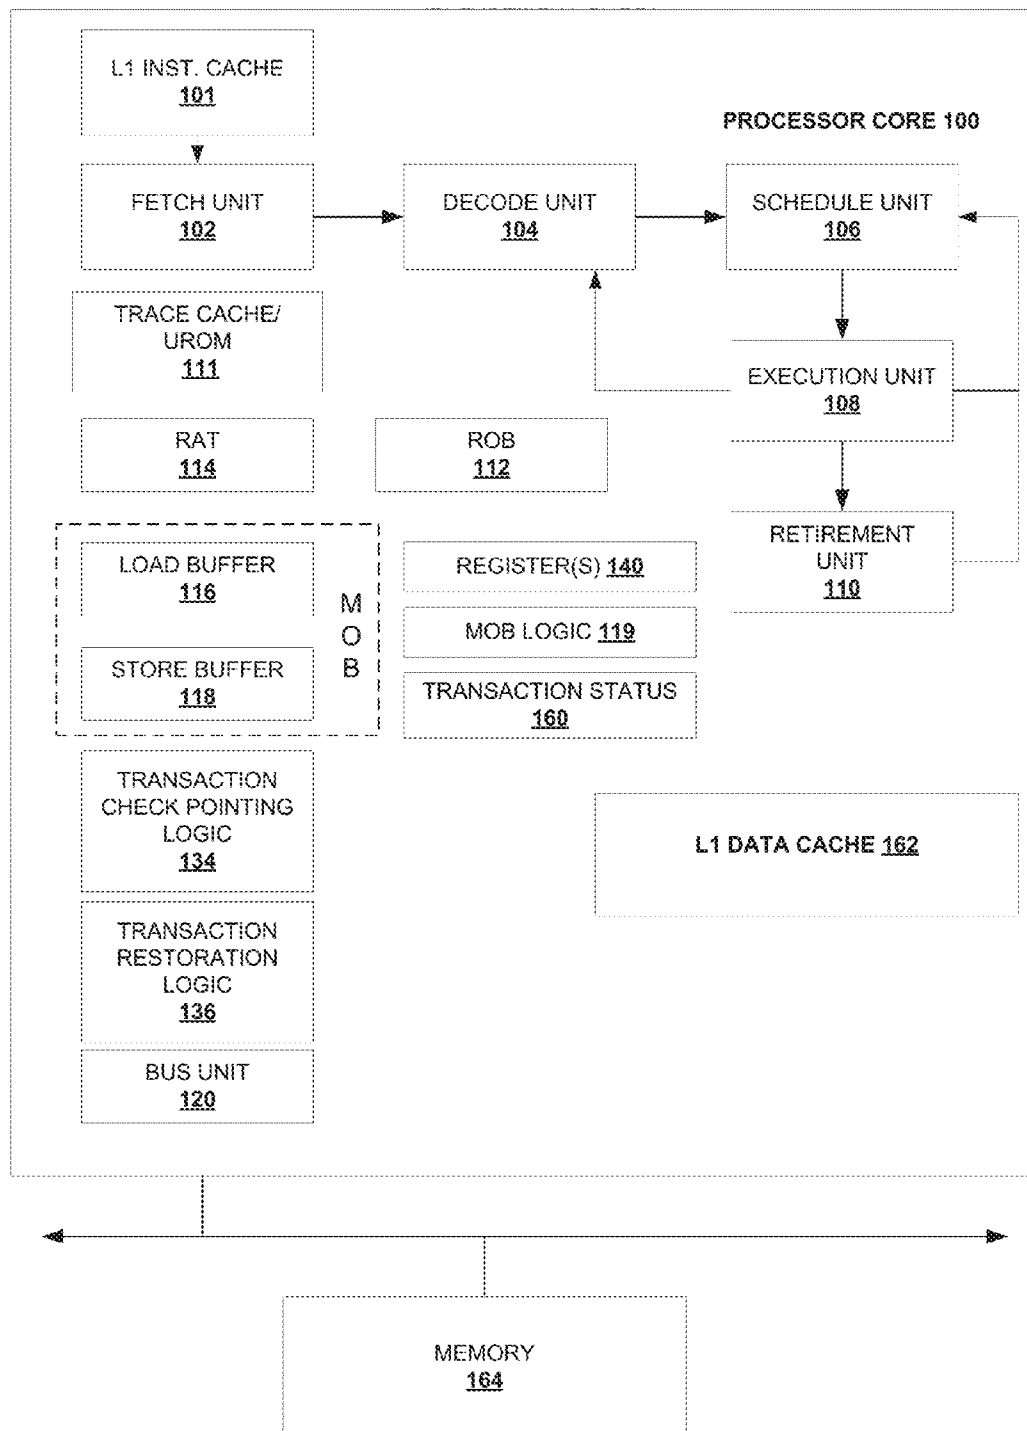 L1 INST. CACHE
101
PROCESSOR CORE 100
FETCH UNIT
102
DECODE UNIT
104
SCHEDULE UNIT
106
TRACE CACHE/
UROM
111
EXECUTION UNIT
108
RAT
114
ROB
112
RETIREMENT
UNIT
110
LOAD BUFFER
116
STORE BUFFER
118
M
O
B
REGISTER(S) 140
MOB LOGIC 119
TRANSACTION STATUS
160
TRANSACTION
CHECK POINTING
LOGIC
134
L1 DATA CACHE 162
TRANSACTION
RESTORATION
LOGIC
136
BUS UNIT
120
MEMORY
164